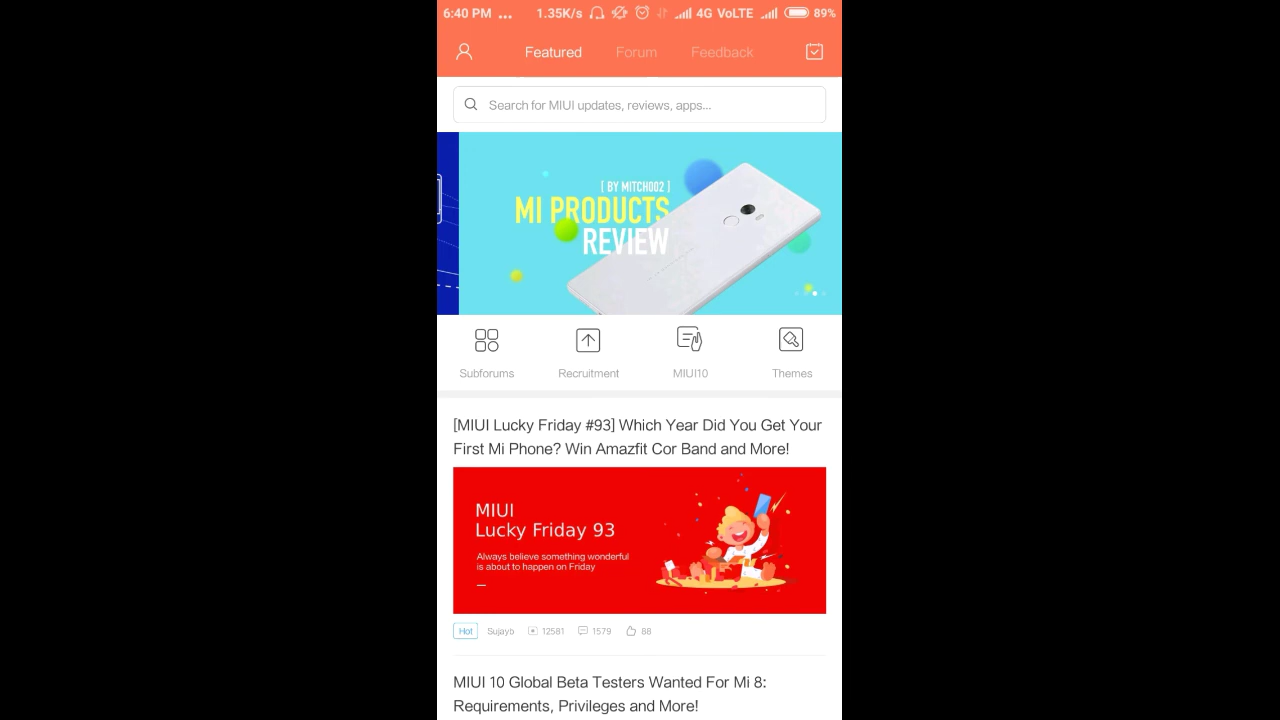 6:40 PM ... 1.35K/s 4G VoLTE 89%
Featured Forum Feedback
Search for MIUI updates, reviews, apps...
[ BY MITCH002 ]
MI PRODUCTS
REVIEW
Subforums Recruitment MIUI10 Themes
[MIUI Lucky Friday #93] Which Year Did You Get Your
First Mi Phone? Win Amazfit Cor Band and More!
MIUI
Lucky Friday 93
Always believe something wonderful
is about to happen on Friday
Hot Sujayb 12581 1579 88
MIUI 10 Global Beta Testers Wanted For Mi 8:
Requirements, Privileges and More!